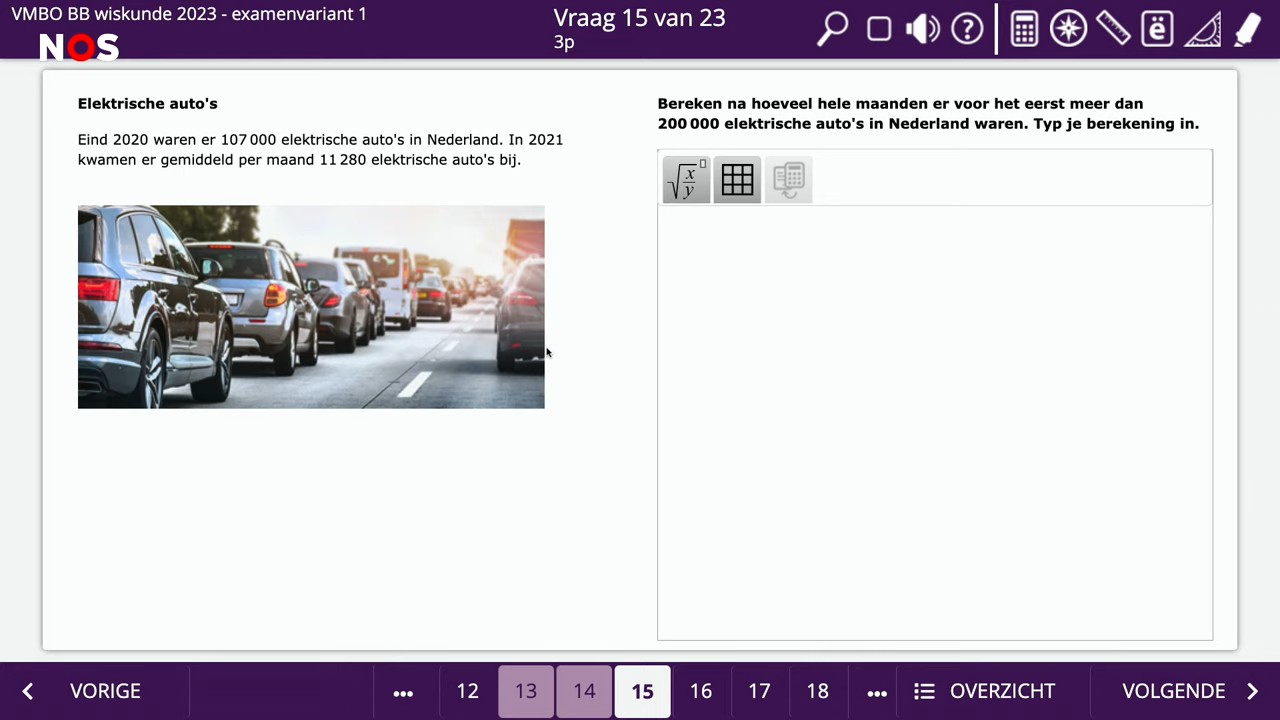 VMBO BB wiskunde 2023 - examenvariant 1
NOS
Vraag 15 van 23
3p
Elektrische auto's
Eind 2020 waren er 107 000 elektrische auto's in Nederland. In 2021
kwamen er gemiddeld per maand 11 280 elektrische auto's bij.
Bereken na hoeveel hele maanden er voor het eerst meer dan
200 000 elektrische auto's in Nederland waren. Typ je berekening in.
x
y
ë
VORIGE
... 12 13 14 15 16 17 18 ...
OVERZICHT
VOLGENDE